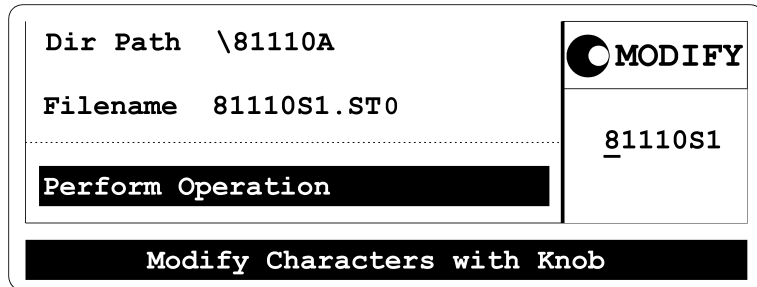 Dir Path \81110A
MODIFY
Filename 81110S1.ST0
81110S1
Perform Operation
Modify Characters with Knob